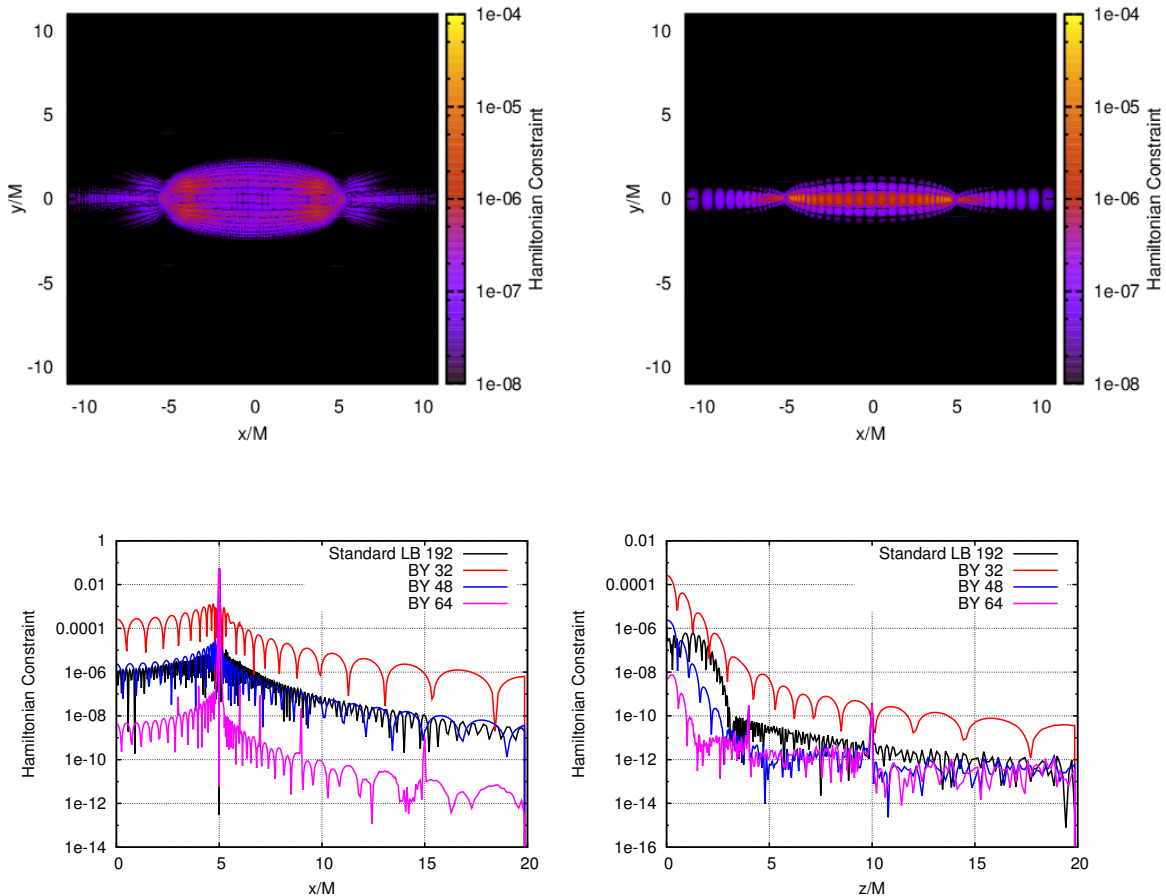 10
5
0
-5
-10
y/M
-10 -5 0 5 10
x/M
1e-04
1e-05
1e-06
1e-07
1e-08
Hamiltonian Constraint
10
5
0
-5
-10
y/M
-10 -5 0 5 10
x/M
1e-04
1e-05
1e-06
1e-07
1e-08
Hamiltonian Constraint
1
0.01
0.0001
1e-06
1e-08
1e-10
1e-12
1e-14
Hamiltonian Constraint
Standard LB 192
BY 32
BY 48
BY 64
0 5 10 15 20
x/M
0.01
0.0001
1e-06
1e-08
1e-10
1e-12
1e-14
1e-16
Hamiltonian Constraint
Standard LB 192
BY 32
BY 48
BY 64
0 5 10 15 20
z/M